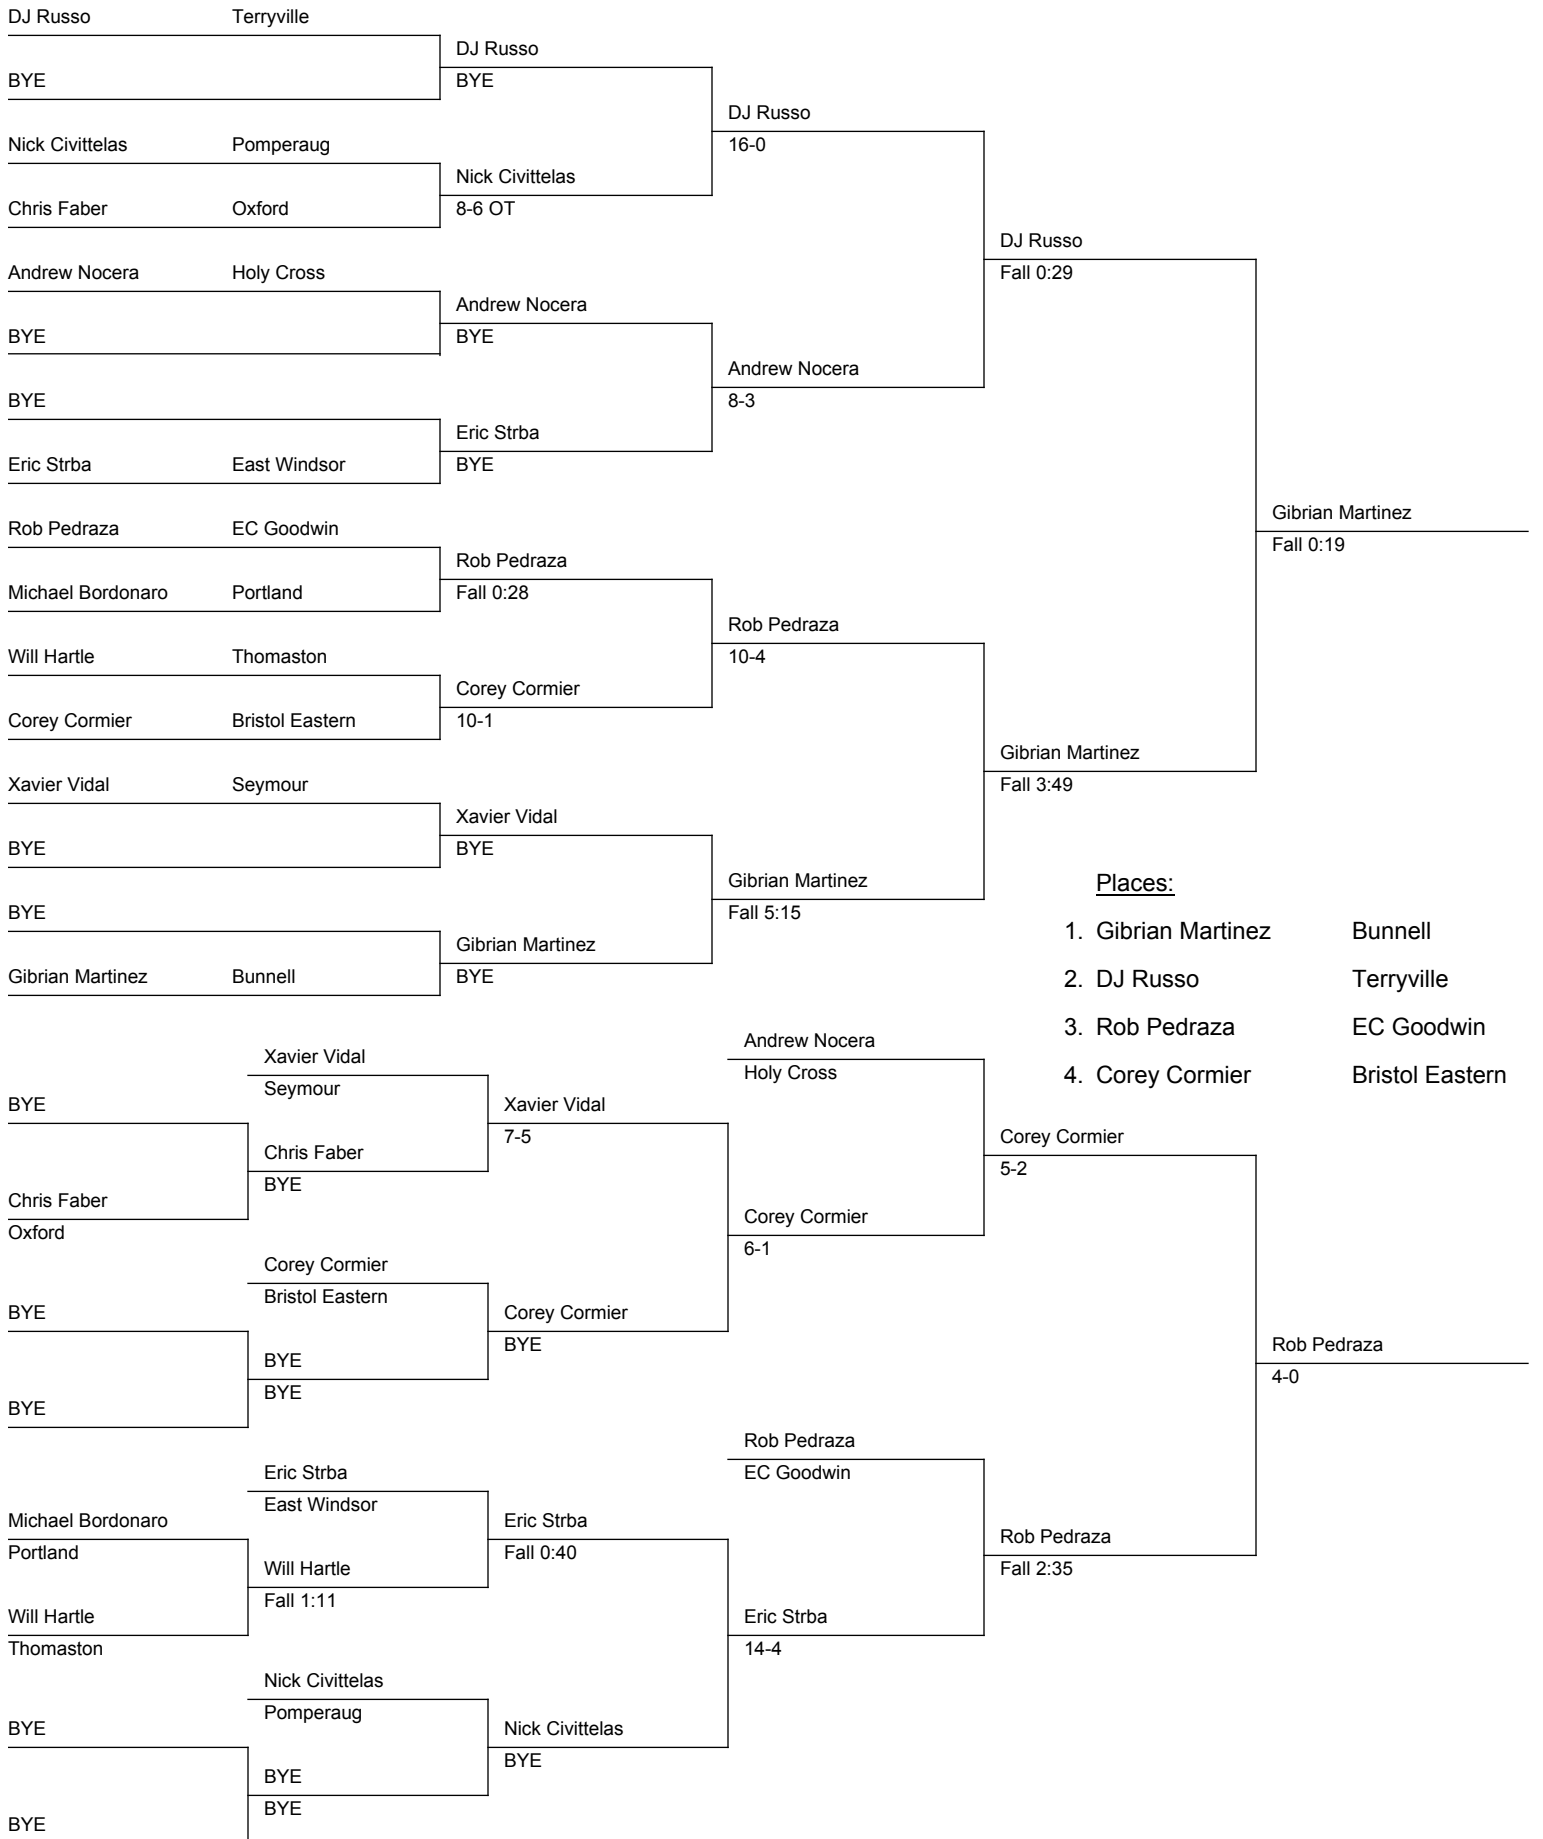 DJ Russo Terryville
DJ Russo
BYE
BYE
DJ Russo
16-0
Nick Civittelas Pomperaug
Nick Civittelas
8-6 OT
Chris Faber Oxford
DJ Russo
Fall 0:29
Andrew Nocera Holy Cross
Andrew Nocera
BYE
BYE
Andrew Nocera
8-3
BYE
Eric Strba
BYE
Eric Strba East Windsor
Gibrian Martinez
Fall 0:19
Rob Pedraza EC Goodwin
Rob Pedraza
Fall 0:28
Michael Bordonaro Portland
Rob Pedraza
10-4
Will Hartle Thomaston
Corey Cormier
10-1
Corey Cormier Bristol Eastern
Gibrian Martinez
Fall 3:49
Xavier Vidal Seymour
Xavier Vidal
BYE
BYE
Gibrian Martinez
Fall 5:15
BYE
Gibrian Martinez
BYE
Gibrian Martinez Bunnell
Places:
1. Gibrian Martinez Bunnell
2. DJ Russo Terryville
3. Rob Pedraza EC Goodwin
4. Corey Cormier Bristol Eastern
Andrew Nocera
Holy Cross
Xavier Vidal
Seymour
BYE
Xavier Vidal
7-5
Chris Faber
BYE
Chris Faber
Oxford
Corey Cormier
5-2
Corey Cormier
6-1
Corey Cormier
Bristol Eastern
BYE
Corey Cormier
BYE
BYE
BYE
BYE
Rob Pedraza
4-0
Rob Pedraza
EC Goodwin
Eric Strba
East Windsor
Michael Bordonaro
Portland
Eric Strba
Fall 0:40
Will Hartle
Fall 1:11
Will Hartle
Thomaston
Rob Pedraza
Fall 2:35
Eric Strba
14-4
Nick Civittelas
Pomperaug
BYE
Nick Civittelas
BYE
BYE
BYE
BYE